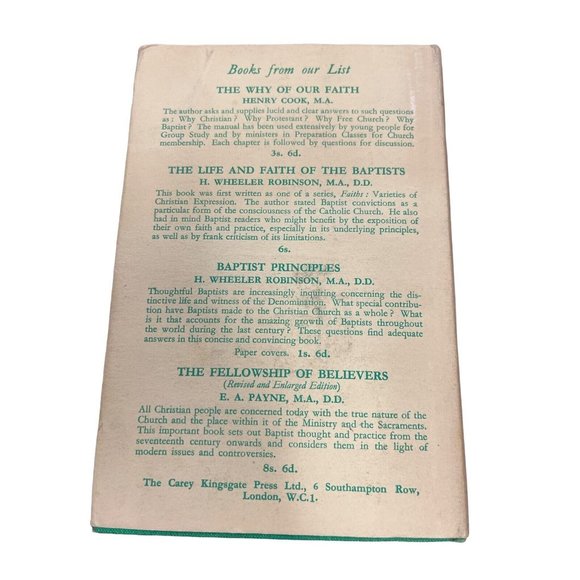 Books from our List
THE WHY OF OUR FAITH
HENRY COOK, M.A.
The author asks and supplies lucid and clear answers to such questions
as : Why Christian ? Why Protestant ? Why Free Church ? Why
Baptist ? The manual has been used extensively by young people for
Group Study and by ministers in Preparation Classes for Church
membership. Each chapter is followed by questions for discussion.
3s. 6d.
THE LIFE AND FAITH OF THE BAPTISTS
H. WHEELER ROBINSON, M.A., D.D.
This book was first written as one of a series, Faiths : Varieties of
Christian Expression. The author stated Baptist convictions as a
particular form of the consciousness of the Catholic Church. He also
had in mind Baptist readers who might benefit by the exposition of
their own faith and practice, especially in its underlying principles,
as well as by frank criticism of its limitations.
6s.
BAPTIST PRINCIPLES
H. WHEELER ROBINSON, M.A., D.D.
Thoughtful Baptists are increasingly inquiring concerning the dis-
tinctive life and witness of the Denomination. What special contribu-
tion have Baptists made to the Christian Church as a whole ? What
is it that accounts for the amazing growth of Baptists throughout
the world during the last century ? These questions find adequate
answers in this concise and convincing book.
Paper covers. 1s. 6d.
THE FELLOWSHIP OF BELIEVERS
(Revised and Enlarged Edition)
E. A. PAYNE, M.A., D.D.
All Christian people are concerned today with the true nature of the
Church and the place within it of the Ministry and the Sacraments.
This important book sets out Baptist thought and practice from the
seventeenth century onwards and considers them in the light of
modern issues and controversies.
8s. 6d.
The Carey Kingsgate Press Ltd., 6 Southampton Row,
London, W.C.1.